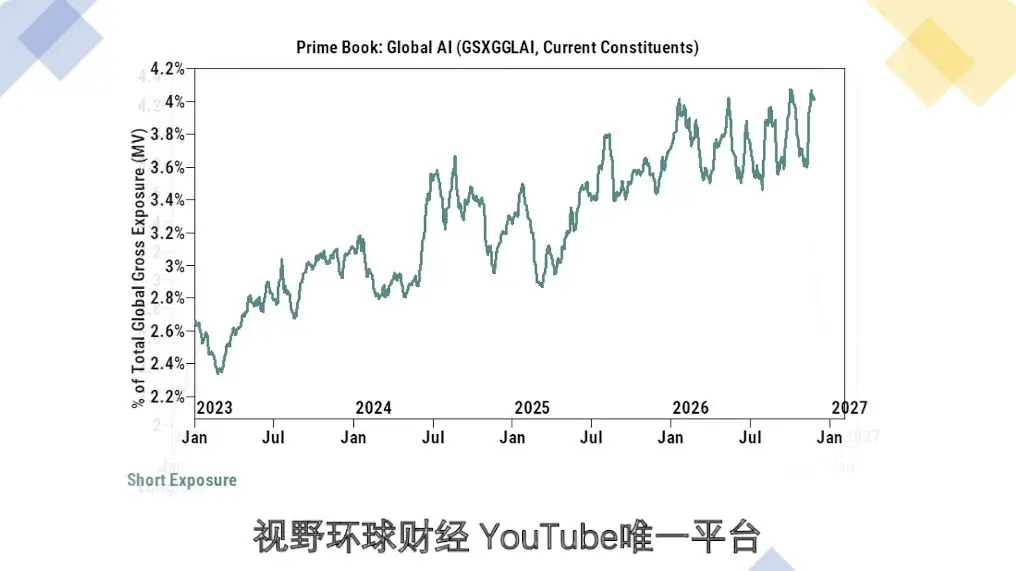 Prime Book: Global AI (GSXGGLAI, Current Constituents)
% of Total Global Gross Exposure (MV)
4.2%
4%
3.8%
3.6%
3.4%
3.2%
3%
2.8%
2.6%
2.4%
2.2%
2023 2024 2025 2026 2027
Jan Jul Jan Jul Jan Jul Jan Jul Jan
Short Exposure
视野环球财经 YouTube唯一平台